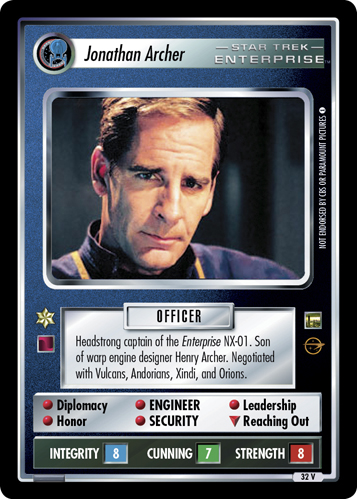 Jonathan Archer
STAR TREK
ENTERPRISE™
NOT ENDORSED BY CBS OR PARAMOUNT PICTURES
OFFICER
Headstrong captain of the Enterprise NX-01. Son
of warp engine designer Henry Archer. Negotiated
with Vulcans, Andorians, Xindi, and Orions.
Diplomacy
ENGINEER
Leadership
Honor
SECURITY
Reaching Out
INTEGRITY 8 CUNNING 7 STRENGTH 8
32 V